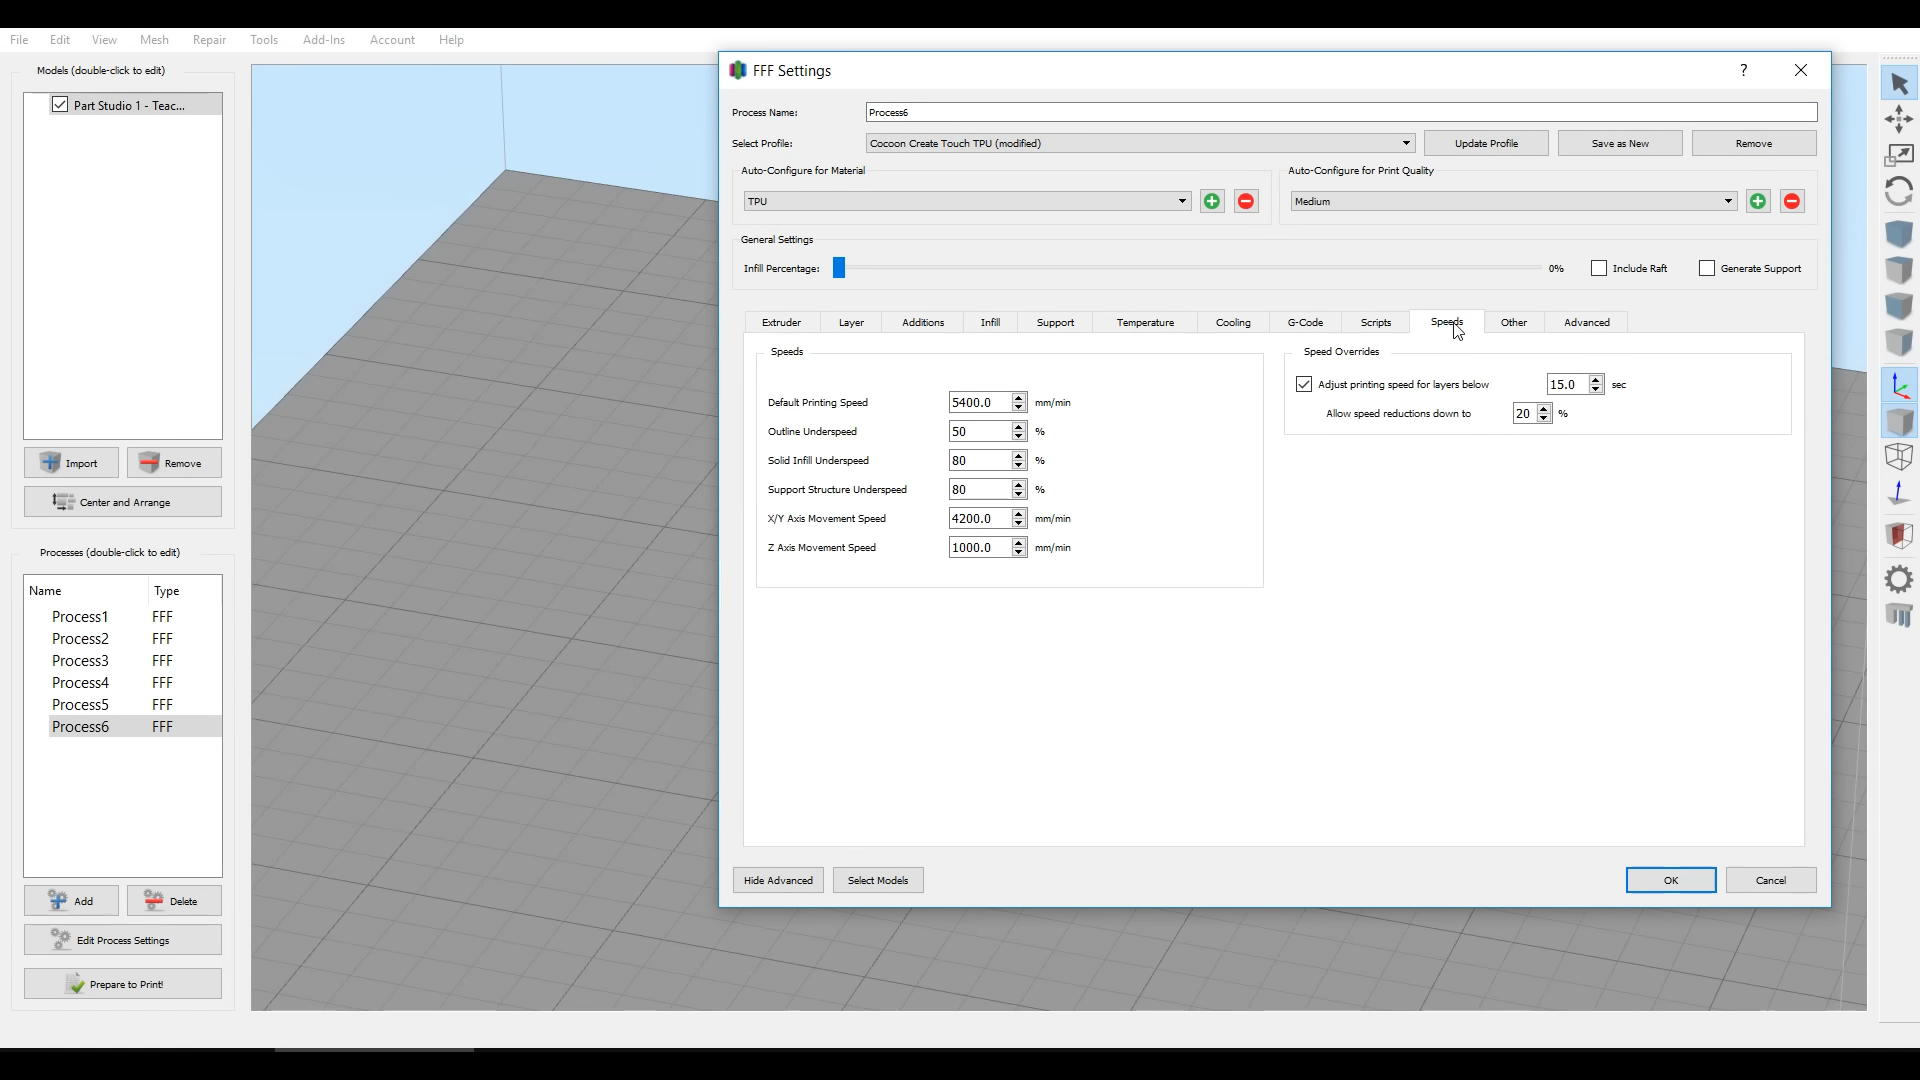 File Edit View Mesh Repair Tools Add-Ins Account Help
Models (double-click to edit)
Part Studio 1 - Teac...
Import Remove
Center and Arrange
Processes (double-click to edit)
Name Type
Process1 FFF
Process2 FFF
Process3 FFF
Process4 FFF
Process5 FFF
Process6 FFF
Add Delete
Edit Process Settings
Prepare to Print!
FFF Settings ?
Process Name: Process6
Select Profile: Cocoon Create Touch TPU (modified) Update Profile Save as New Remove
Auto-Configure for Material
TPU
Auto-Configure for Print Quality
Medium
General Settings
Infill Percentage: 0% Include Raft Generate Support
Extruder Layer Additions Infill Support Temperature Cooling G-Code Scripts Speeds Other Advanced
Speeds
Default Printing Speed 5400.0 mm/min
Outline Underspeed 50 %
Solid Infill Underspeed 80 %
Support Structure Underspeed 80 %
X/Y Axis Movement Speed 4200.0 mm/min
Z Axis Movement Speed 1000.0 mm/min
Speed Overrides
Adjust printing speed for layers below 15.0 sec
Allow speed reductions down to 20 %
Hide Advanced Select Models OK Cancel